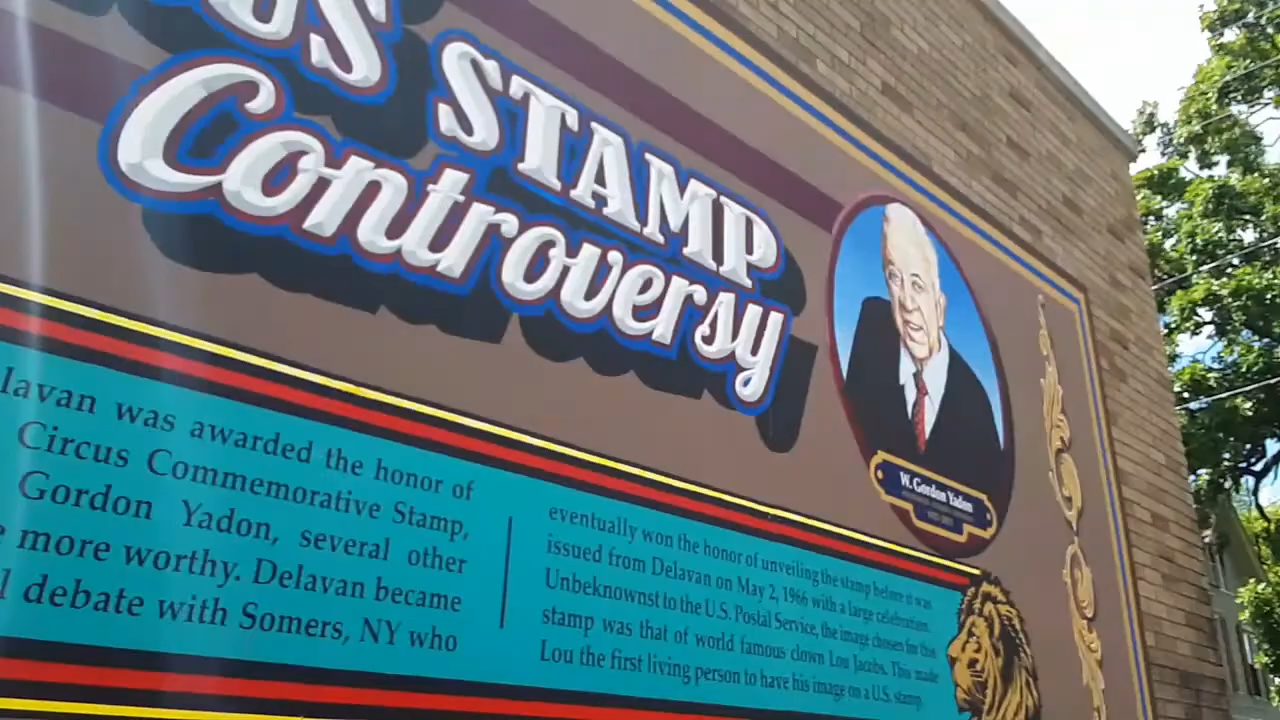 US STAMP
Controversy
W. Gordon Yadon
lavan was awarded the honor of
Circus Commemorative Stamp,
Gordon Yadon, several other
more worthy. Delavan became
debate with Somers, NY who
eventually won the honor of unveiling the stamp before it was
issued from Delavan on May 2, 1966 with a large celebration.
Unbeknownst to the U.S. Postal Service, the image chosen for this
stamp was that of world famous clown Lou Jacobs. This made
Lou the first living person to have his image on a U.S. stamp.